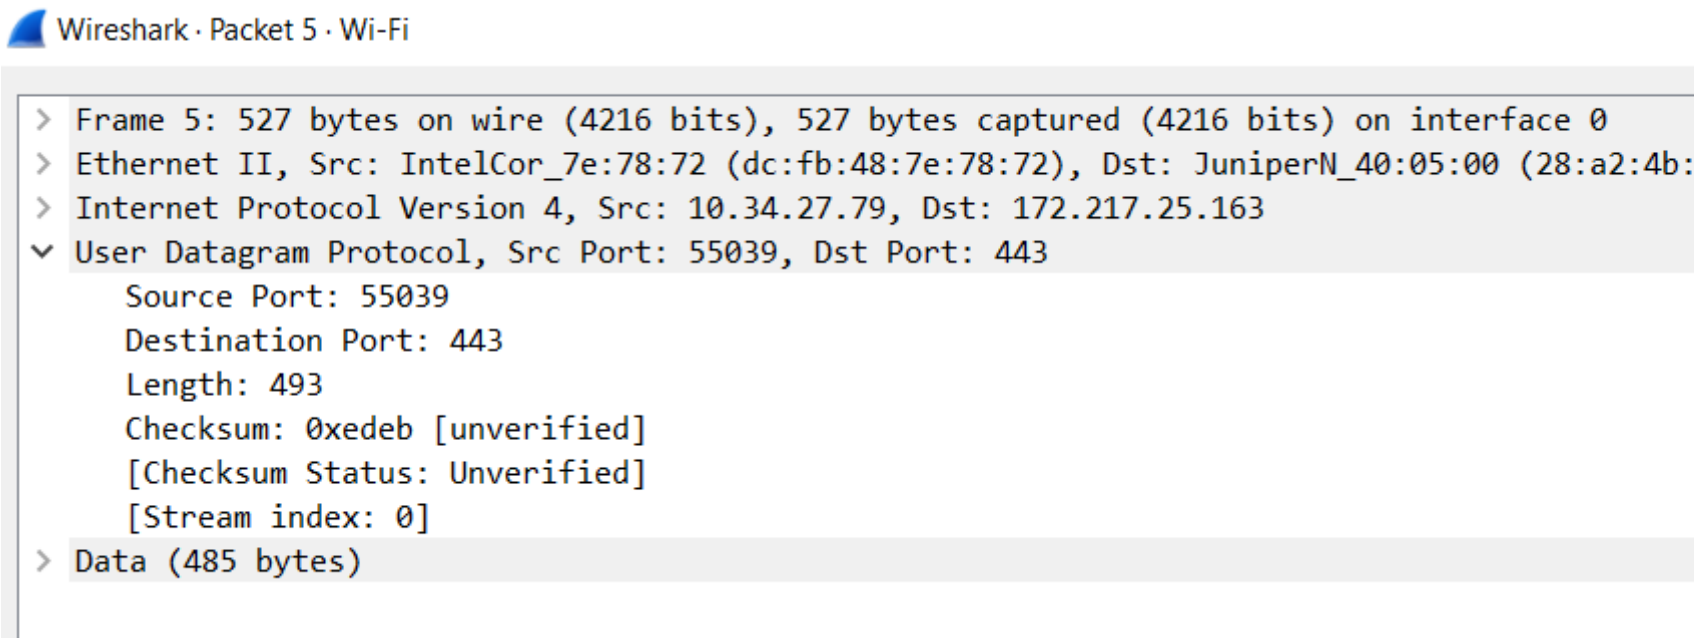 Wireshark · Packet 5 · Wi-Fi
Frame 5: 527 bytes on wire (4216 bits), 527 bytes captured (4216 bits) on interface 0
Ethernet II, Src: IntelCor_7e:78:72 (dc:fb:48:7e:78:72), Dst: JuniperN_40:05:00 (28:a2:4b:
Internet Protocol Version 4, Src: 10.34.27.79, Dst: 172.217.25.163
User Datagram Protocol, Src Port: 55039, Dst Port: 443
Source Port: 55039
Destination Port: 443
Length: 493
Checksum: 0xedeb [unverified]
[Checksum Status: Unverified]
[Stream index: 0]
Data (485 bytes)